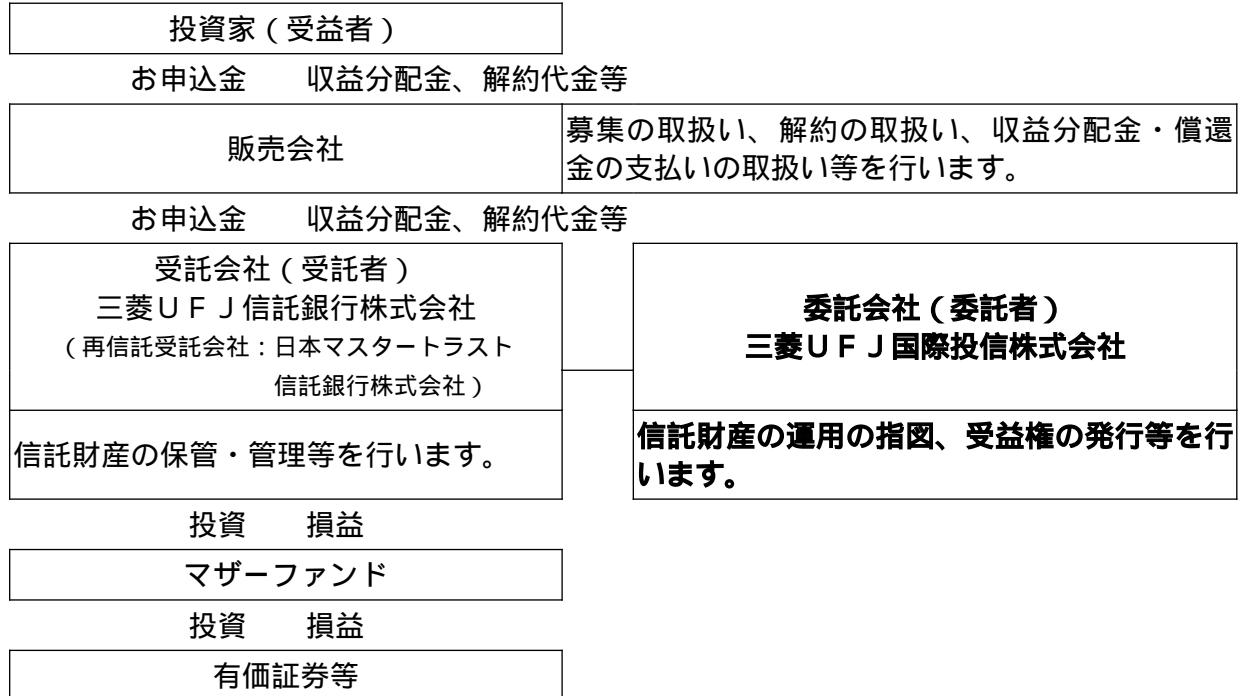 投資家（受益者）
お申込金　　収益分配金、解約代金等
販売会社
募集の取扱い、解約の取扱い、収益分配金・償還
金の支払いの取扱い等を行います。
お申込金　　収益分配金、解約代金等
受託会社（受託者）
三菱ＵＦＪ信託銀行株式会社
（再信託受託会社：日本マスタートラスト
信託銀行株式会社）
委託会社（委託者）
三菱ＵＦＪ国際投信株式会社
信託財産の保管・管理等を行います。
信託財産の運用の指図、受益権の発行等を行
います。
投資　　損益
マザーファンド
投資　　損益
有価証券等